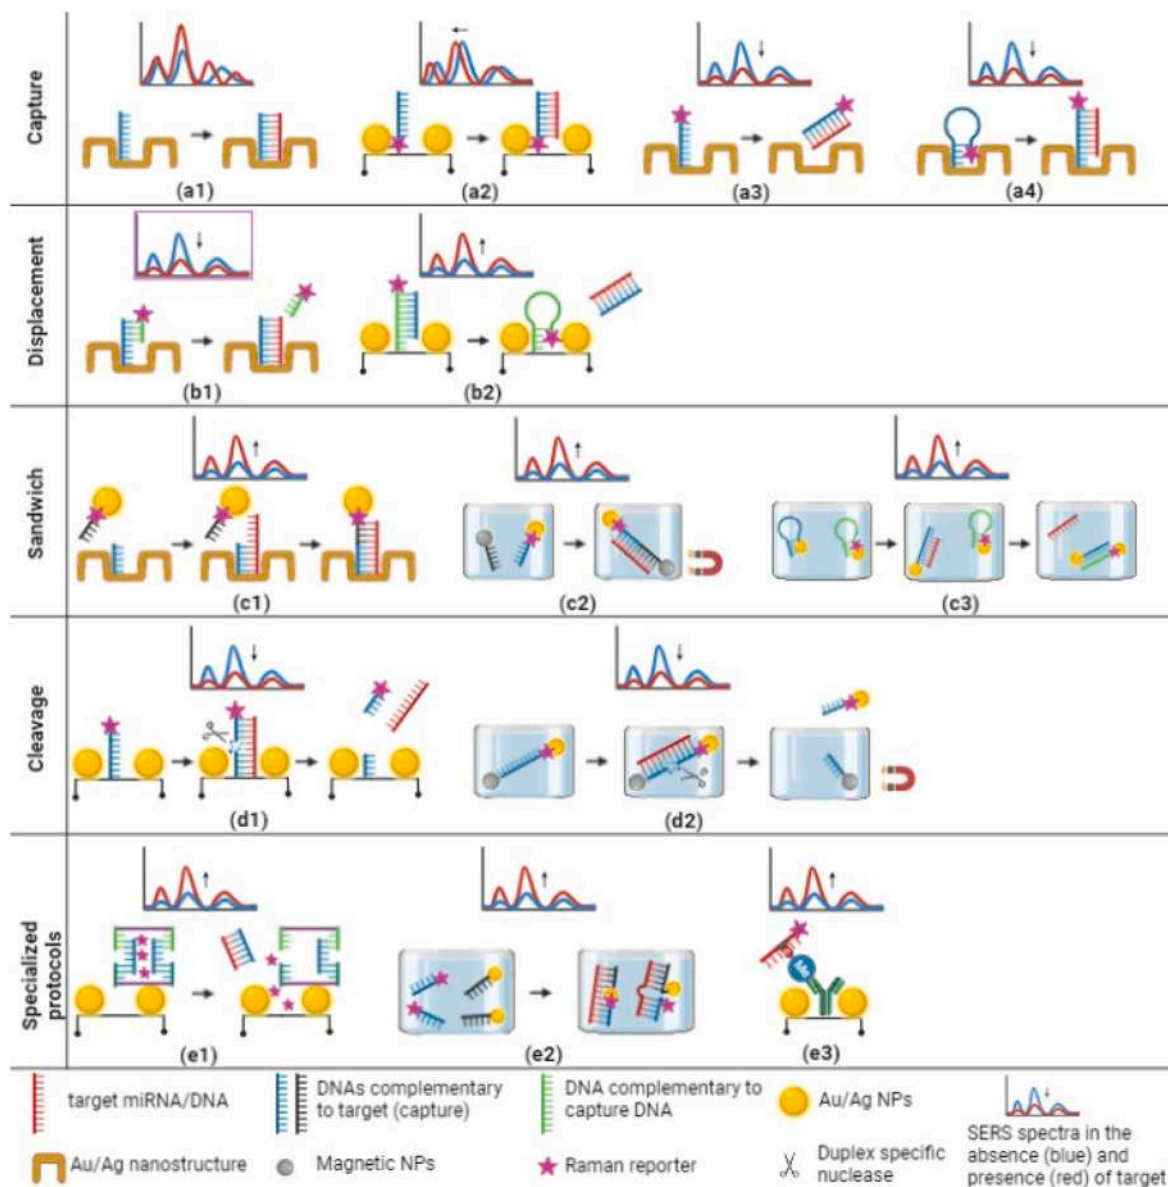 Capture
(a1)
(a2)
(a3)
(a4)
Displacement
(b1)
(b2)
Sandwich
(c1)
(c2)
(c3)
Cleavage
(d1)
(d2)
Specialized
protocols
(e1)
(e2)
(e3)
target miRNA/DNA
DNAs complementary
to target (capture)
DNA complementary to
capture DNA
Au/Ag NPs
SERS spectra in the
absence (blue) and
presence (red) of target
Au/Ag nanostructure
Magnetic NPs
Raman reporter
Duplex specific
nuclease